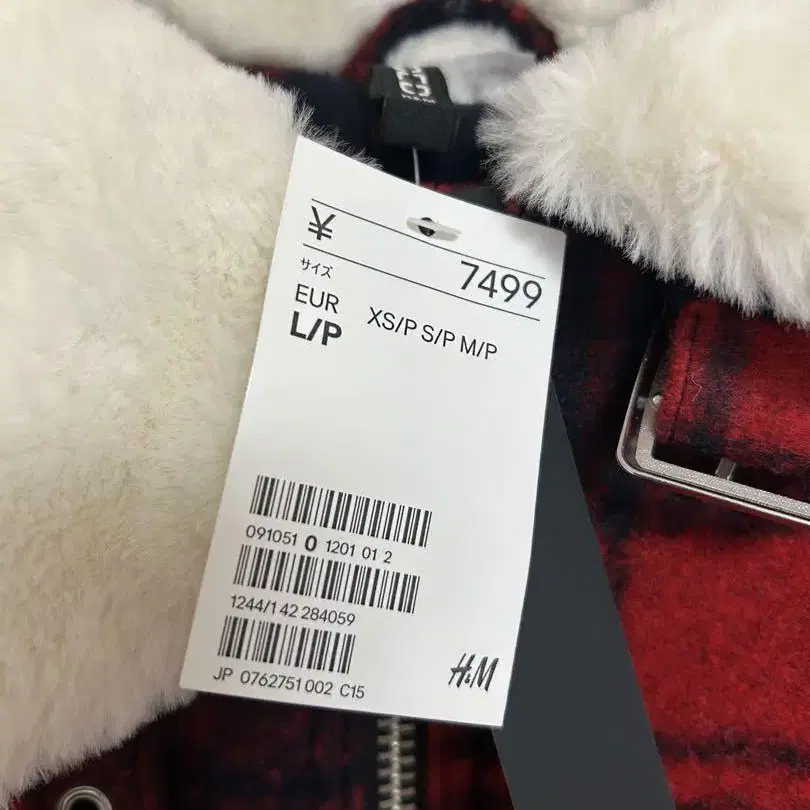 ¥
7499
サイズ
EUR
L/P
XS/P S/P M/P
091051 0 1201 01 2
1244/1 42 284059
JP 0762751 002 C15
H&M